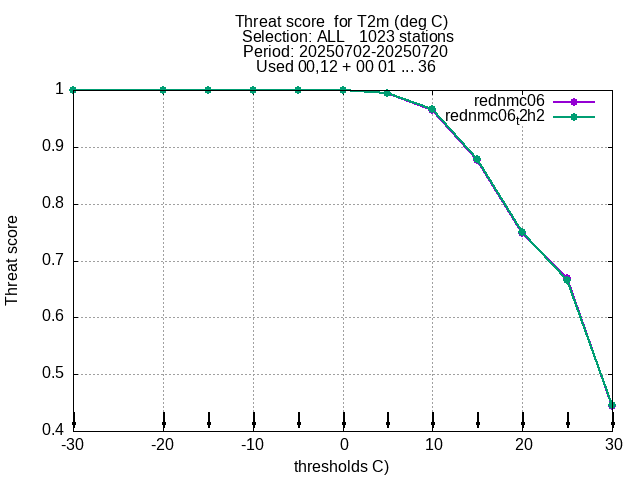 Threat score  for T2m (deg C)
Selection: ALL   1023 stations
Period: 20250702-20250720
Used 00,12 + 00 01 ... 36
1
0.9
0.8
0.7
0.6
0.5
0.4
Threat score
rednmc06
rednmc06t2h2
-30
-20
-10
0
10
20
30
thresholds C)